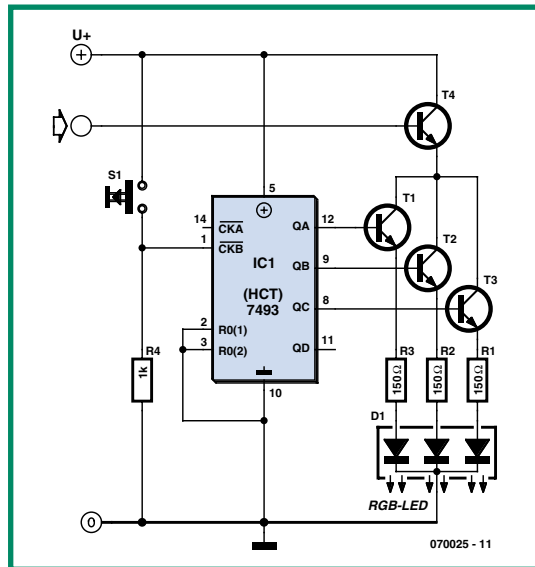 U+
T4
S1
5
14
CKA
QA
12
T1
1
CKB
IC1
QB
9
T2
(HCT)
7493
QC
8
T3
2
R0(1)
3
R0(2)
QD
11
R4
1k
10
R3
R2
R1
150Ω
150Ω
150Ω
D1
RGB-LED
0
070025 - 11